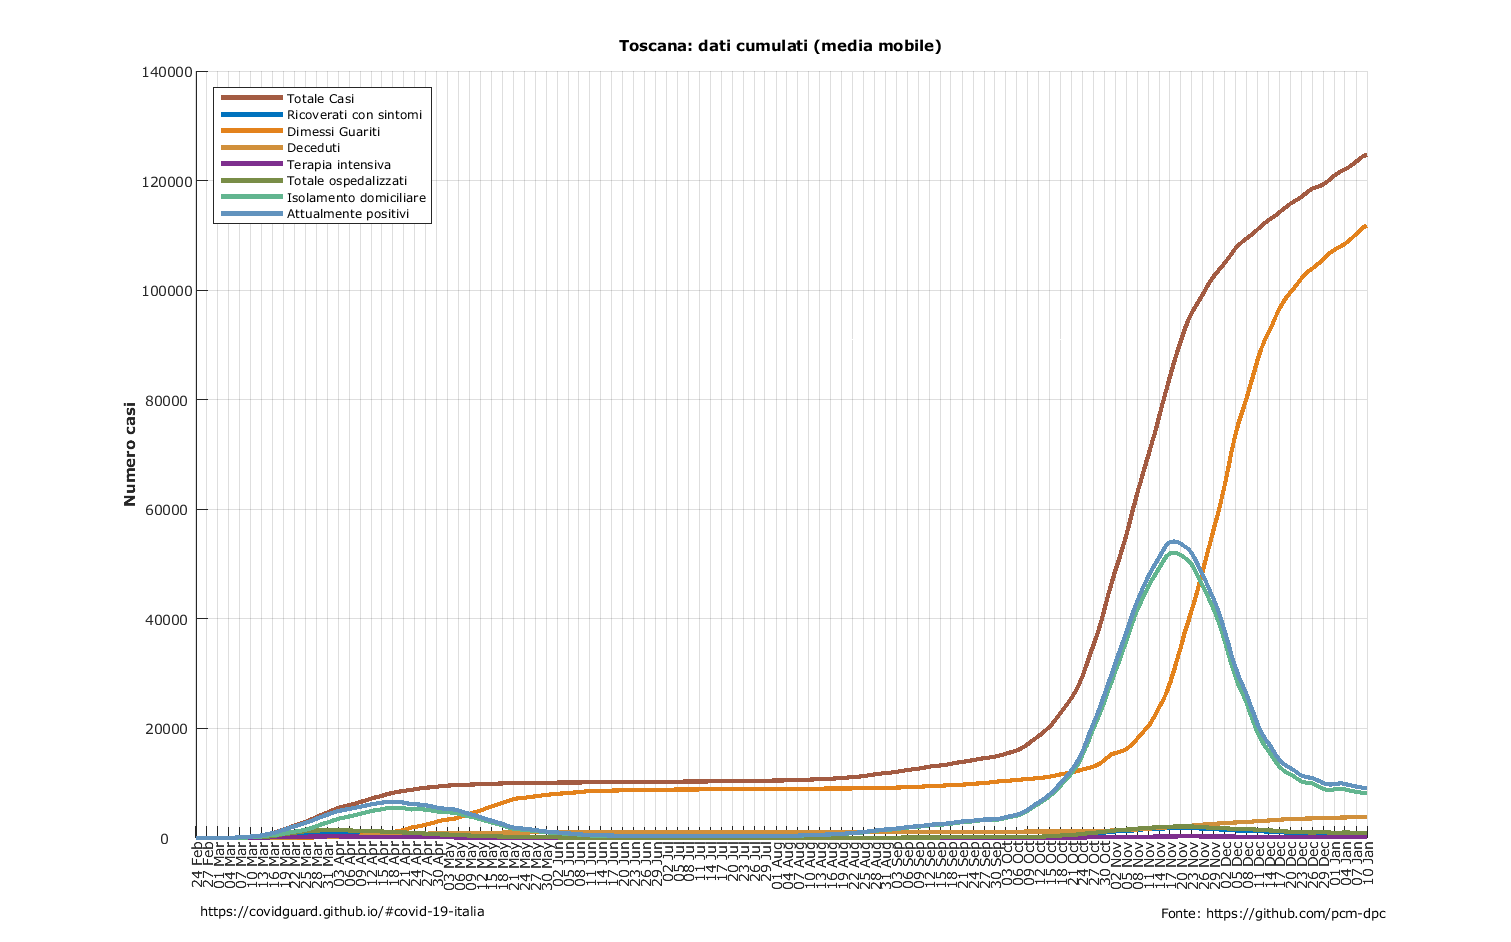 Toscana: dati cumulati (media mobile)
140000
120000
100000
80000
60000
40000
20000
0
Numero casi
Totale Casi
Ricoverati con sintomi
Dimessi Guariti
Deceduti
Terapia intensiva
Totale ospedalizzati
Isolamento domiciliare
Attualmente positivi
24 Feb
27 Feb
01 Mar
04 Mar
07 Mar
10 Mar
13 Mar
16 Mar
19 Mar
22 Mar
25 Mar
28 Mar
31 Mar
03 Apr
06 Apr
09 Apr
12 Apr
15 Apr
18 Apr
21 Apr
24 Apr
27 Apr
30 Apr
03 May
06 May
09 May
12 May
15 May
18 May
21 May
24 May
27 May
30 May
02 Jun
05 Jun
08 Jun
11 Jun
14 Jun
17 Jun
20 Jun
23 Jun
26 Jun
29 Jun
02 Jul
05 Jul
08 Jul
11 Jul
14 Jul
17 Jul
20 Jul
23 Jul
26 Jul
29 Jul
01 Aug
04 Aug
07 Aug
10 Aug
13 Aug
16 Aug
19 Aug
22 Aug
25 Aug
28 Aug
31 Aug
03 Sep
06 Sep
09 Sep
12 Sep
15 Sep
18 Sep
21 Sep
24 Sep
27 Sep
30 Sep
03 Oct
06 Oct
09 Oct
12 Oct
15 Oct
18 Oct
21 Oct
24 Oct
27 Oct
30 Oct
02 Nov
05 Nov
08 Nov
11 Nov
14 Nov
17 Nov
20 Nov
23 Nov
26 Nov
29 Nov
02 Dec
05 Dec
08 Dec
11 Dec
14 Dec
17 Dec
20 Dec
23 Dec
26 Dec
29 Dec
01 Jan
04 Jan
07 Jan
10 Jan
https://covidguard.github.io/#covid-19-italia
Fonte: https://github.com/pcm-dpc